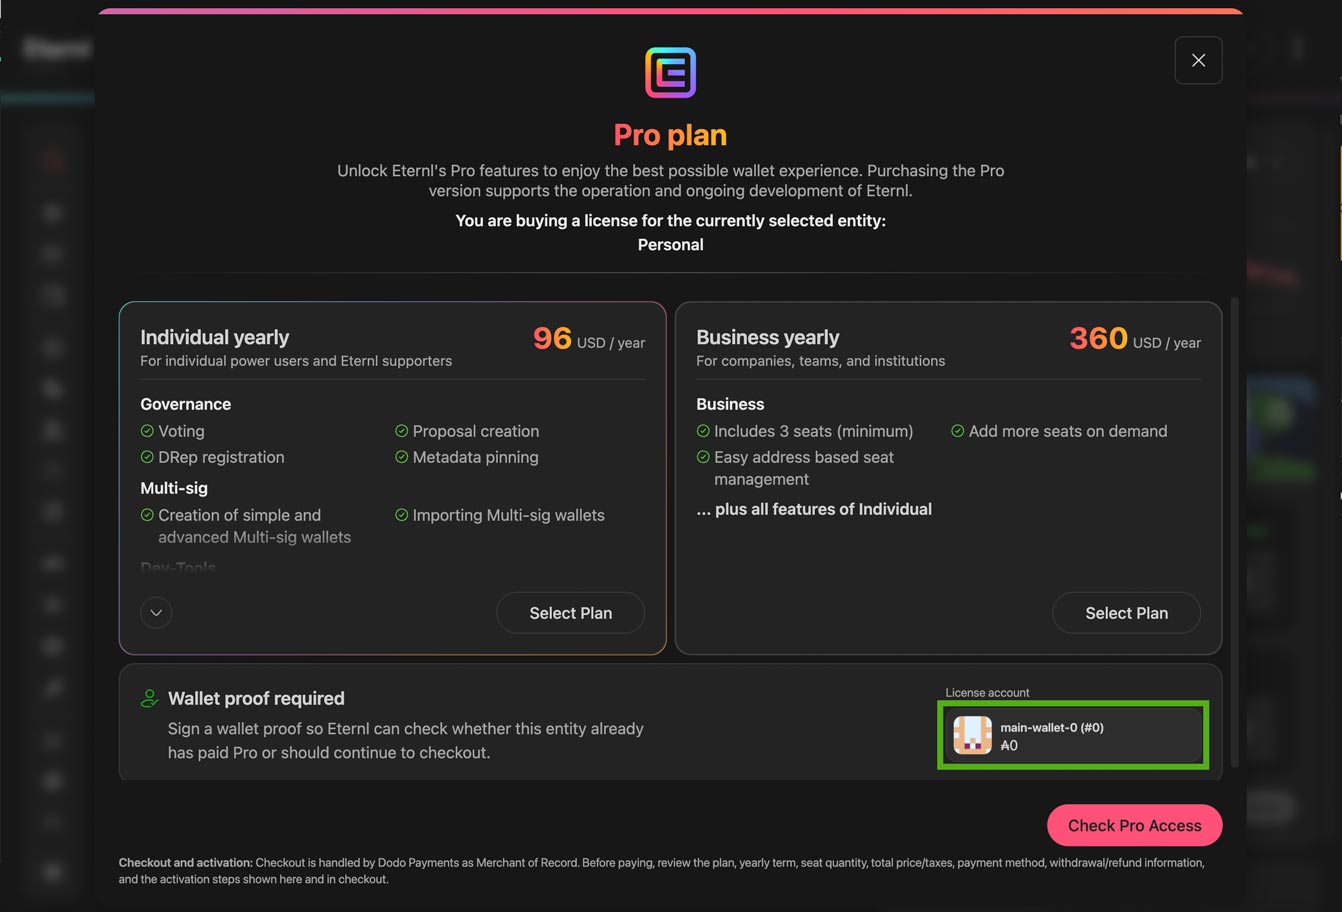 Eternl
Pro plan
Unlock Eternl's Pro features to enjoy the best possible wallet experience. Purchasing the Pro
version supports the operation and ongoing development of Eternl.
You are buying a license for the currently selected entity:
Personal
Individual yearly
96 USD / year
For individual power users and Eternl supporters
Governance
Voting
Proposal creation
DRep registration
Metadata pinning
Multi-sig
Creation of simple and
advanced Multi-sig wallets
Importing Multi-sig wallets
Dev-Tools
Select Plan
Business yearly
360 USD / year
For companies, teams, and institutions
Business
Includes 3 seats (minimum)
Add more seats on demand
Easy address based seat
management
... plus all features of Individual
Select Plan
Wallet proof required
Sign a wallet proof so Eternl can check whether this entity already
has paid Pro or should continue to checkout.
License account
main-wallet-0 (#0)
₳0
Check Pro Access
Checkout and activation: Checkout is handled by Dodo Payments as Merchant of Record. Before paying, review the plan, yearly term, seat quantity, total price/taxes, payment method, withdrawal/refund information,
and the activation steps shown here and in checkout.